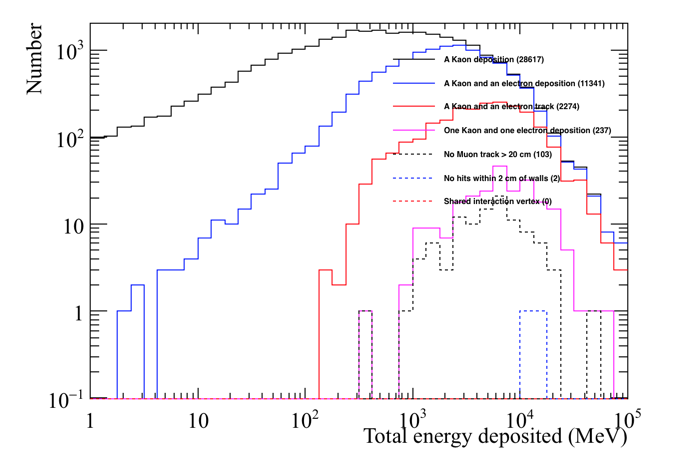 Number
10³
10²
10
1
10⁻¹
A Kaon deposition (28617)
A Kaon and an electron deposition (11341)
A Kaon and an electron track (2274)
One Kaon and one electron deposition (237)
No Muon track > 20 cm (103)
No hits within 2 cm of walls (2)
Shared interaction vertex (0)
1 10 10² 10³ 10⁴ 10⁵
Total energy deposited (MeV)